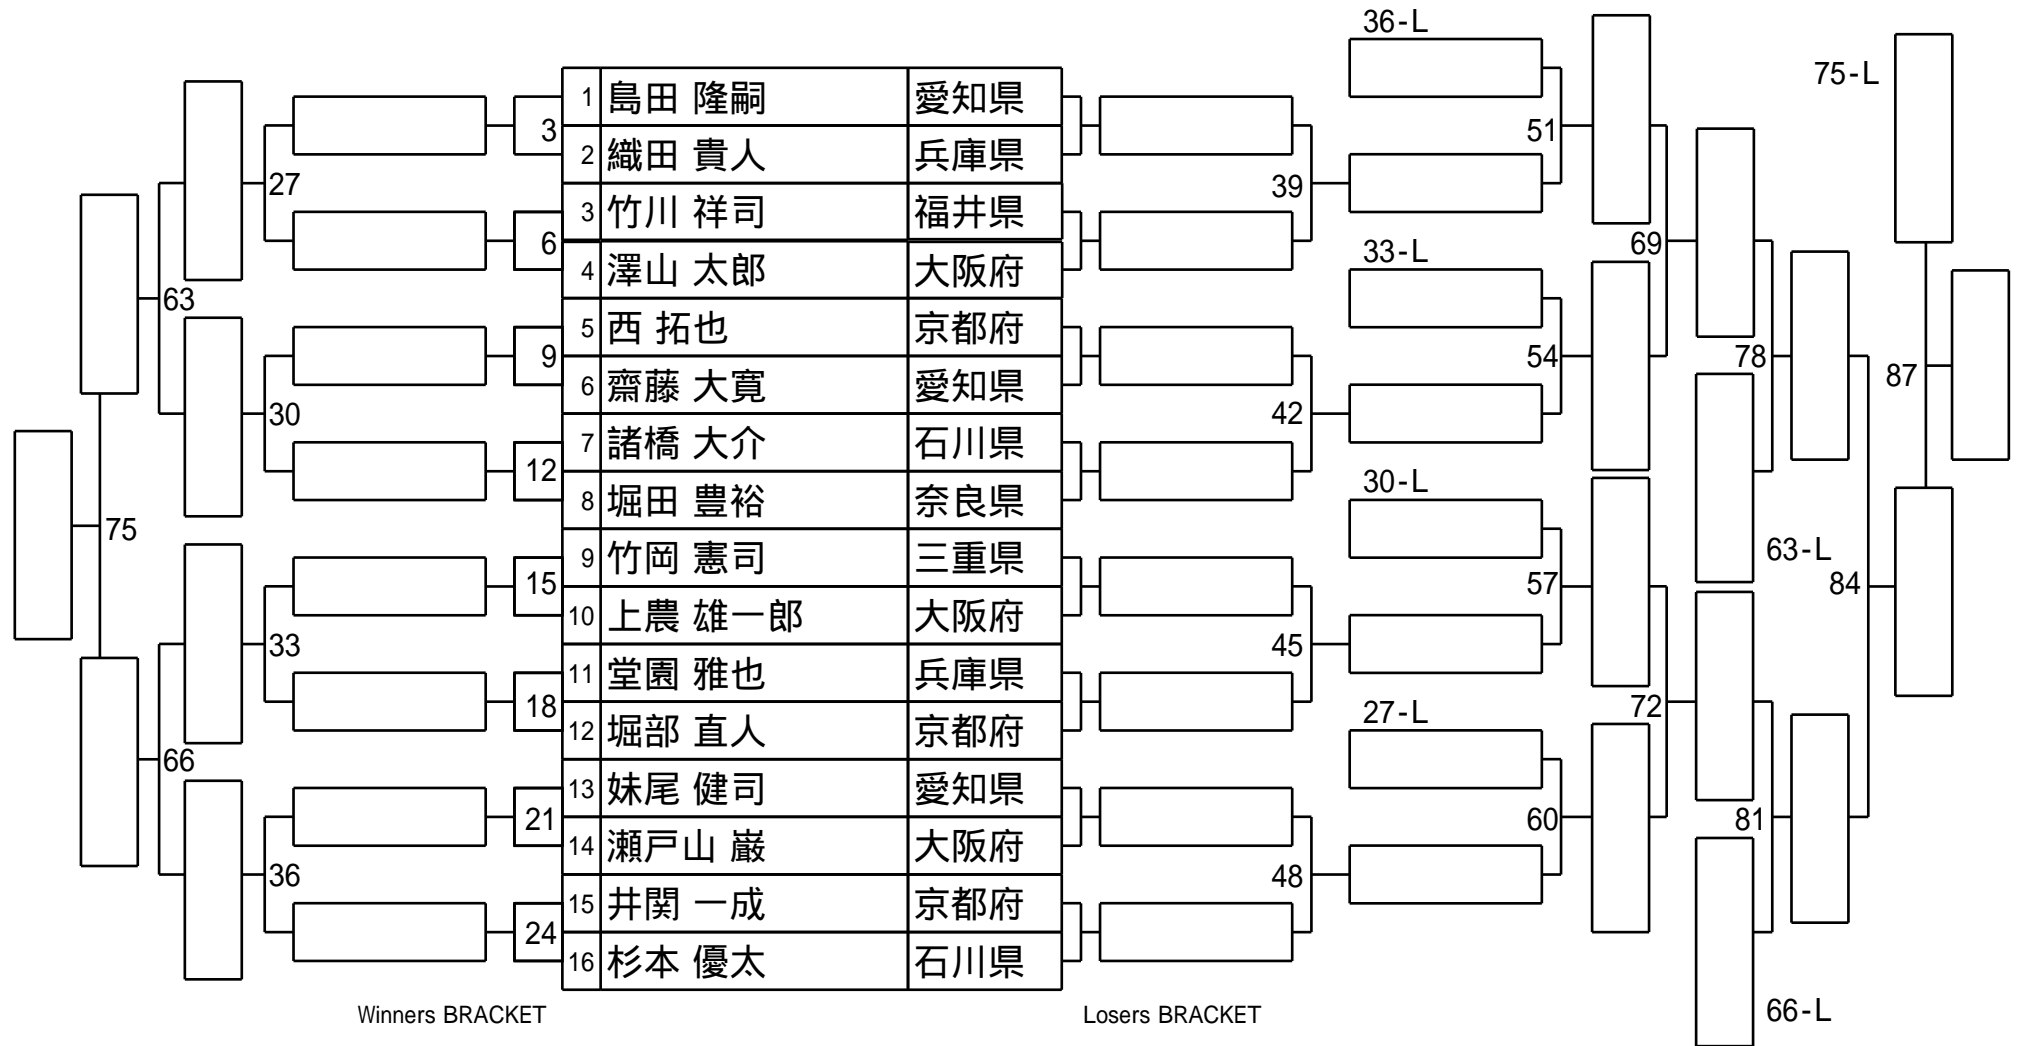 36-L
75-L
1 島田 隆嗣 愛知県
3
51
2 織田 貴人 兵庫県
27
39
3 竹川 祥司 福井県
6
69
33-L
4 澤山 太郎 大阪府
63
5 西 拓也 京都府
9
54
78
87
6 齋藤 大寛 愛知県
30
42
7 諸橋 大介 石川県
12
30-L
8 堀田 豊裕 奈良県
75
9 竹岡 憲司 三重県
63-L
15
57
84
10 上農 雄一郎 大阪府
33
45
11 堂園 雅也 兵庫県
18
27-L
72
12 堀部 直人 京都府
66
13 妹尾 健司 愛知県
21
60
81
14 瀬戸山 巌 大阪府
36
48
15 井関 一成 京都府
24
16 杉本 優太 石川県
Winners BRACKET
Losers BRACKET
66-L